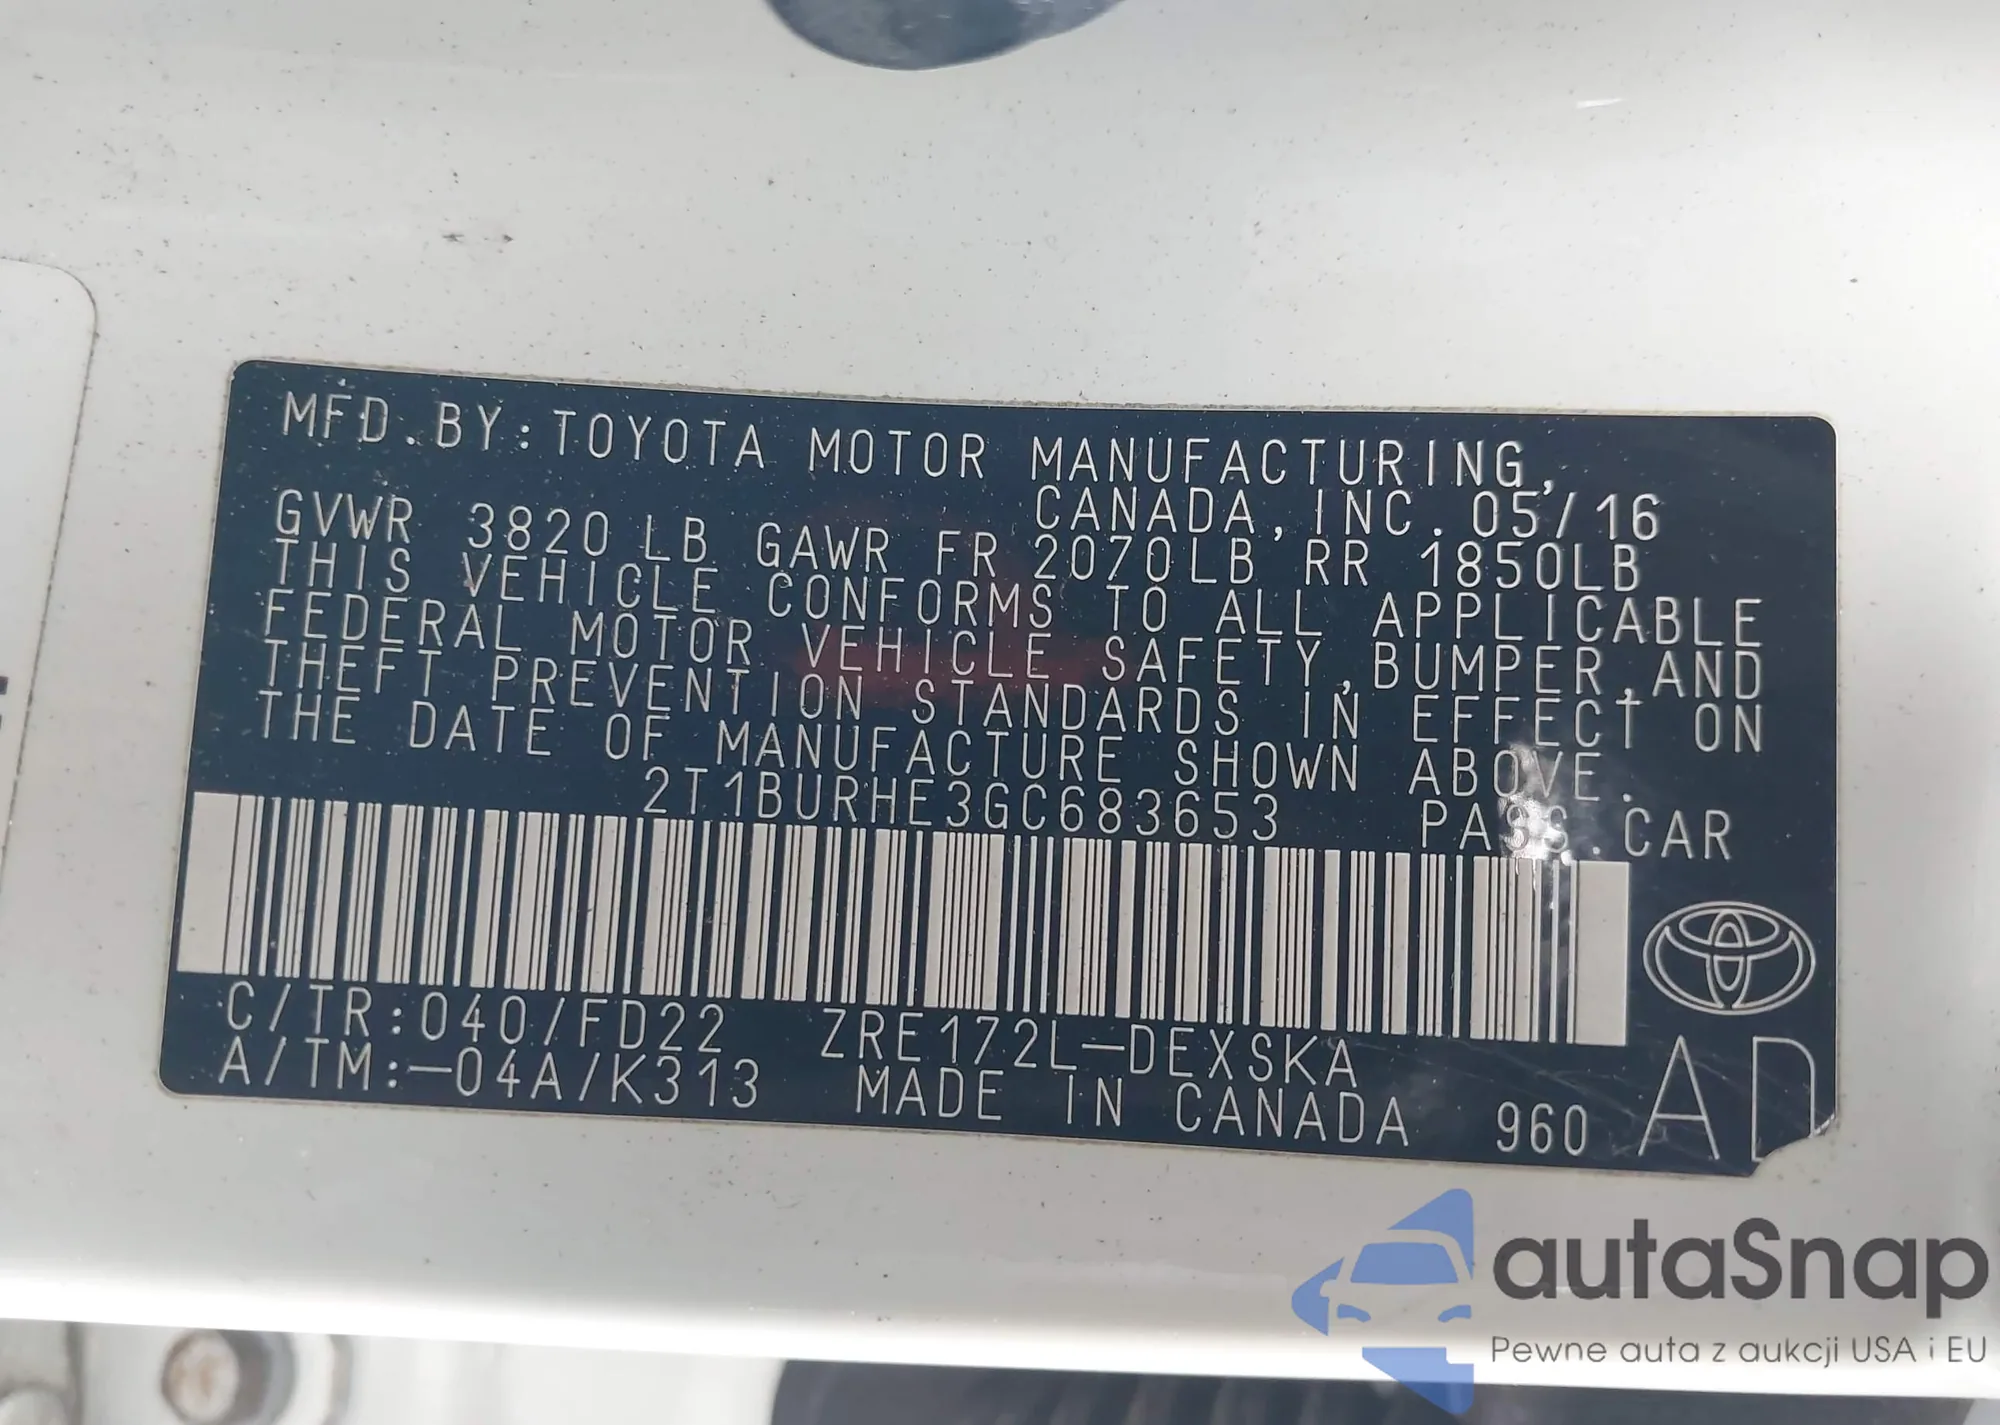 MFD.BY:TOYOTA MOTOR MANUFACTURING,
CANADA,INC.05/16
GVWR 3820 LB GAWR FR 2070LB RR 1850LB
THIS VEHICLE CONFORMS TO ALL APPLICABLE
FEDERAL MOTOR VEHICLE SAFETY,BUMPER,AND
THEFT PREVENTION STANDARDS IN EFFECT ON
THE DATE OF MANUFACTURE SHOWN ABOVE.
2T1BURHE3GC683653 PASS.CAR
C/TR:040/FD22 ZRE172L-DEXSKA
A/TM:-04A/K313 MADE IN CANADA 960 AD
autaSnap
Pewne auta z aukcji USA i EU